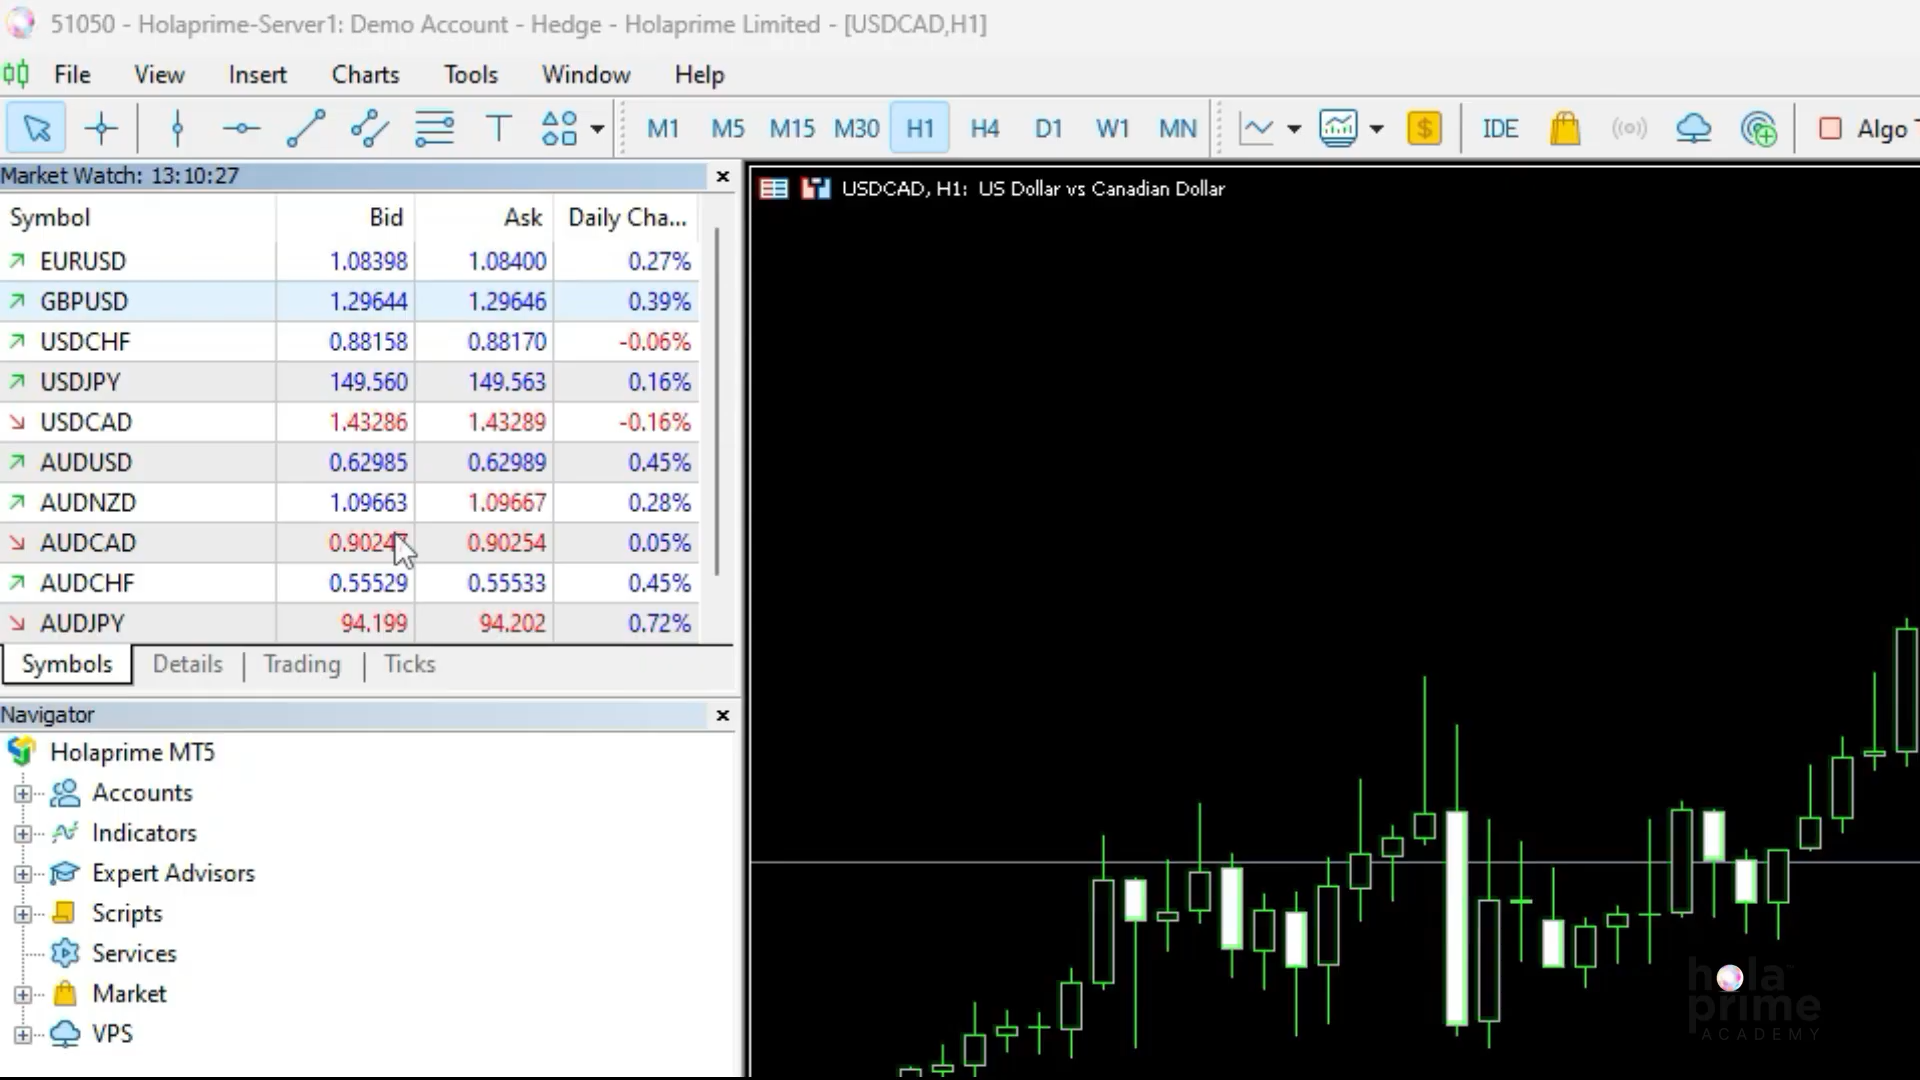 51050 - Holaprime-Server1: Demo Account - Hedge - Holaprime Limited - [USDCAD,H1]
File View Insert Charts Tools Window Help
T M1 M5 M15 M30 H1 H4 D1 W1 MN $ IDE Algo
Market Watch: 13:10:27
USDCAD, H1: US Dollar vs Canadian Dollar
Symbol Bid Ask Daily Cha...
EURUSD 1.08398 1.08400 0.27%
GBPUSD 1.29644 1.29646 0.39%
USDCHF 0.88158 0.88170 -0.06%
USDJPY 149.560 149.563 0.16%
USDCAD 1.43286 1.43289 -0.16%
AUDUSD 0.62985 0.62989 0.45%
AUDNZD 1.09663 1.09667 0.28%
AUDCAD 0.90247 0.90254 0.05%
AUDCHF 0.55529 0.55533 0.45%
AUDJPY 94.199 94.202 0.72%
Symbols Details Trading Ticks
Navigator
Holaprime MT5
Accounts
Indicators
Expert Advisors
Scripts
Services
Market
VPS
hola
prime
ACADEMY